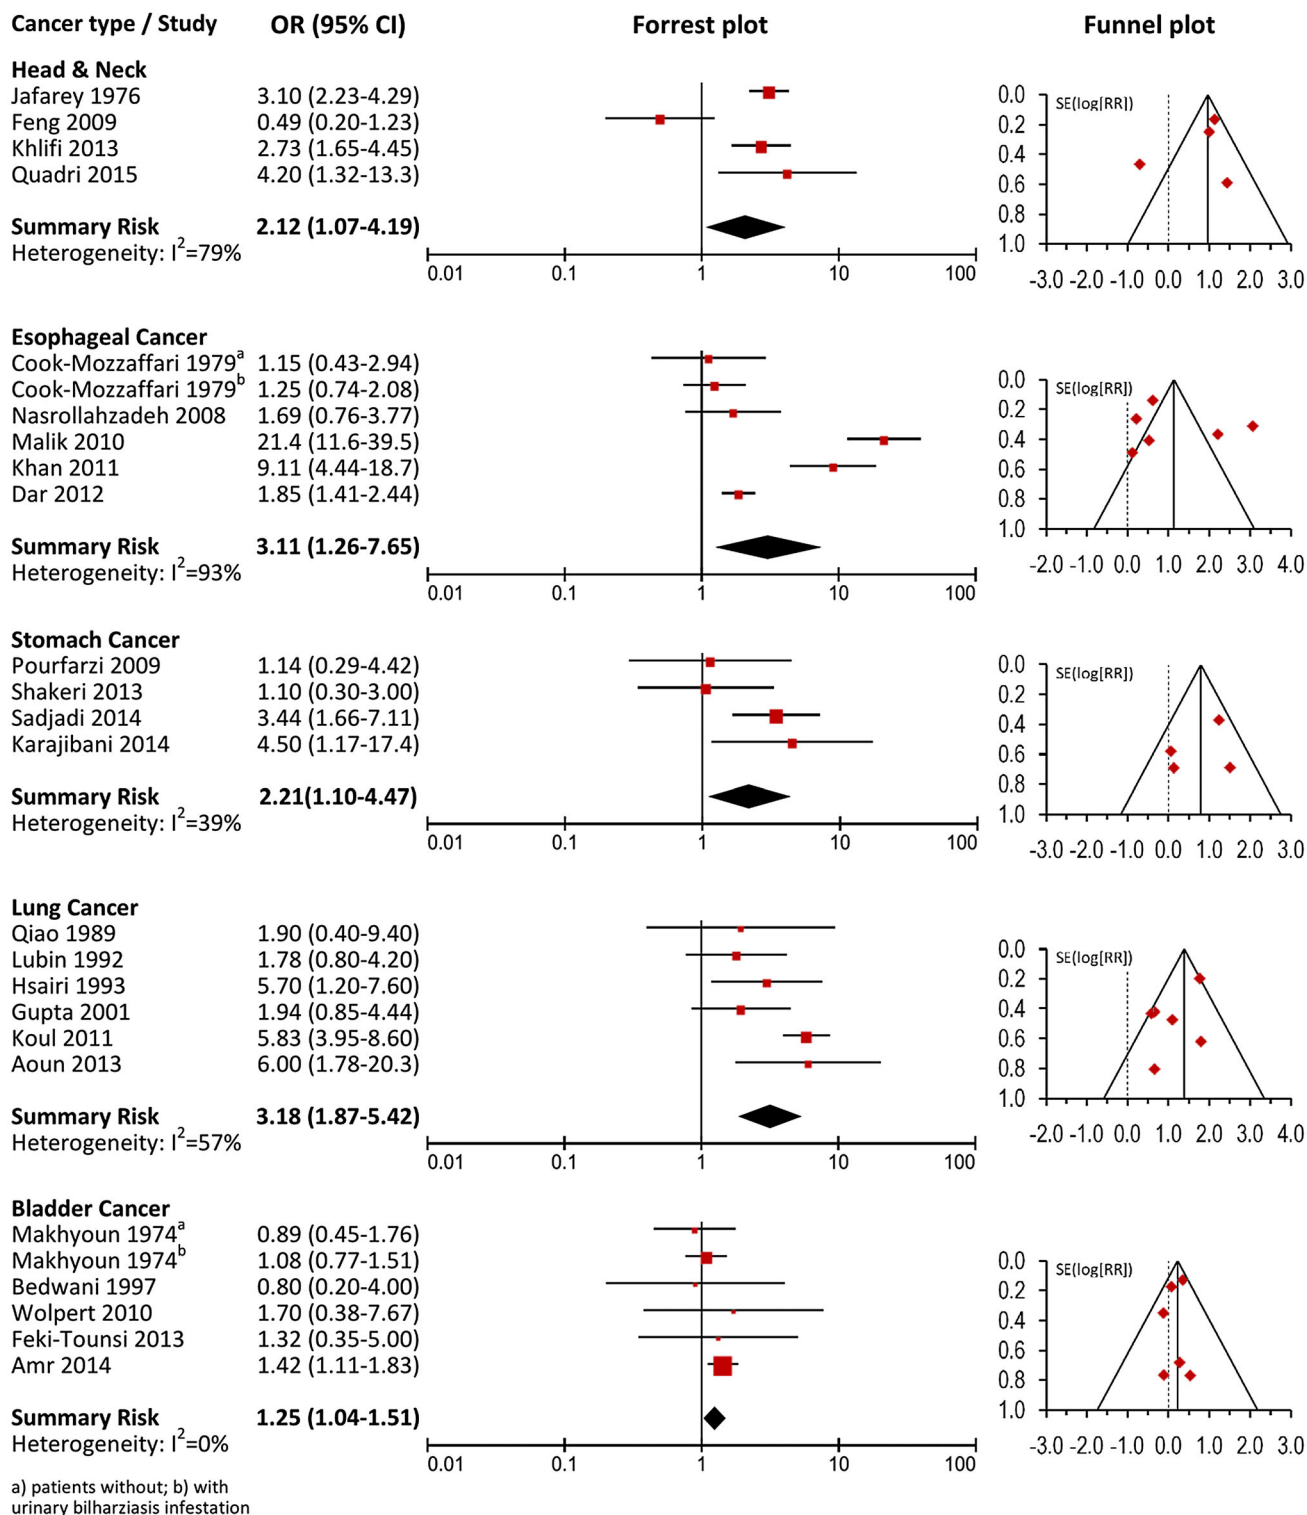 Cancer type / Study OR (95% CI) Forrest plot Funnel plot
Head & Neck
Jafarey 1976 3.10 (2.23-4.29)
Feng 2009 0.49 (0.20-1.23)
Khlifi 2013 2.73 (1.65-4.45)
Quadri 2015 4.20 (1.32-13.3)
Summary Risk 2.12 (1.07-4.19)
Heterogeneity: I²=79%
0.01 0.1 1 10 100
SE(log[RR])
0.0
0.2
0.4
0.6
0.8
1.0
-3.0 -2.0 -1.0 0.0 1.0 2.0 3.0
Esophageal Cancer
Cook-Mozzaffari 1979ᵃ 1.15 (0.43-2.94)
Cook-Mozzaffari 1979ᵇ 1.25 (0.74-2.08)
Nasrollahzadeh 2008 1.69 (0.76-3.77)
Malik 2010 21.4 (11.6-39.5)
Khan 2011 9.11 (4.44-18.7)
Dar 2012 1.85 (1.41-2.44)
Summary Risk 3.11 (1.26-7.65)
Heterogeneity: I²=93%
0.01 0.1 1 10 100
SE(log[RR])
0.0
0.2
0.4
0.6
0.8
1.0
-2.0 -1.0 0.0 1.0 2.0 3.0 4.0
Stomach Cancer
Pourfarzi 2009 1.14 (0.29-4.42)
Shakeri 2013 1.10 (0.30-3.00)
Sadjadi 2014 3.44 (1.66-7.11)
Karajibani 2014 4.50 (1.17-17.4)
Summary Risk 2.21(1.10-4.47)
Heterogeneity: I²=39%
0.01 0.1 1 10 100
SE(log[RR])
0.0
0.2
0.4
0.6
0.8
1.0
-3.0 -2.0 -1.0 0.0 1.0 2.0 3.0
Lung Cancer
Qiao 1989 1.90 (0.40-9.40)
Lubin 1992 1.78 (0.80-4.20)
Hsairi 1993 5.70 (1.20-7.60)
Gupta 2001 1.94 (0.85-4.44)
Koul 2011 5.83 (3.95-8.60)
Aoun 2013 6.00 (1.78-20.3)
Summary Risk 3.18 (1.87-5.42)
Heterogeneity: I²=57%
0.01 0.1 1 10 100
SE(log[RR])
0.0
0.2
0.4
0.6
0.8
1.0
-2.0 -1.0 0.0 1.0 2.0 3.0 4.0
Bladder Cancer
Makhyoun 1974ᵃ 0.89 (0.45-1.76)
Makhyoun 1974ᵇ 1.08 (0.77-1.51)
Bedwani 1997 0.80 (0.20-4.00)
Wolpert 2010 1.70 (0.38-7.67)
Feki-Tounsi 2013 1.32 (0.35-5.00)
Amr 2014 1.42 (1.11-1.83)
Summary Risk 1.25 (1.04-1.51)
Heterogeneity: I²=0%
0.01 0.1 1 10 100
SE(log[RR])
0.0
0.2
0.4
0.6
0.8
1.0
-3.0 -2.0 -1.0 0.0 1.0 2.0 3.0
a) patients without; b) with
urinary bilharziasis infestation